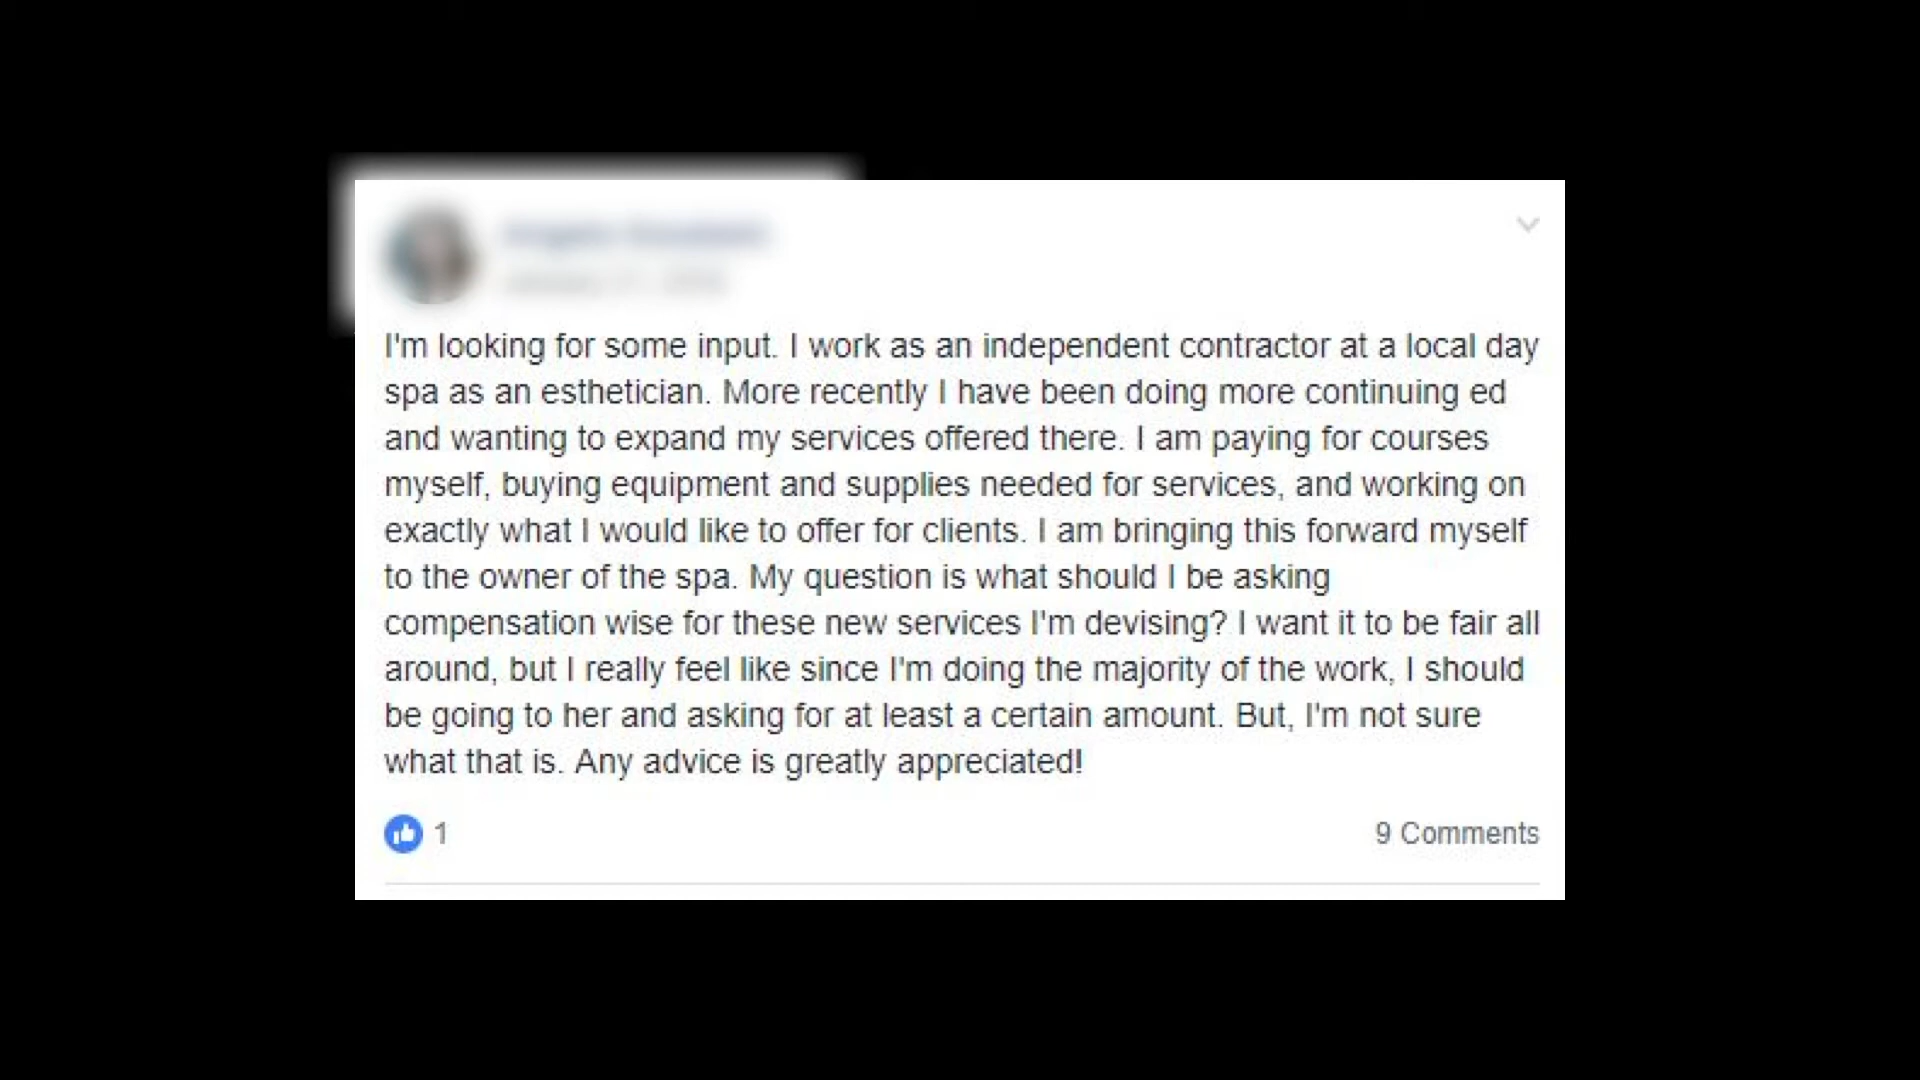 I'm looking for some input. I work as an independent contractor at a local day
spa as an esthetician. More recently I have been doing more continuing ed
and wanting to expand my services offered there. I am paying for courses
myself, buying equipment and supplies needed for services, and working on
exactly what I would like to offer for clients. I am bringing this forward myself
to the owner of the spa. My question is what should I be asking
compensation wise for these new services I'm devising? I want it to be fair all
around, but I really feel like since I'm doing the majority of the work, I should
be going to her and asking for at least a certain amount. But, I'm not sure
what that is. Any advice is greatly appreciated!
1
9 Comments